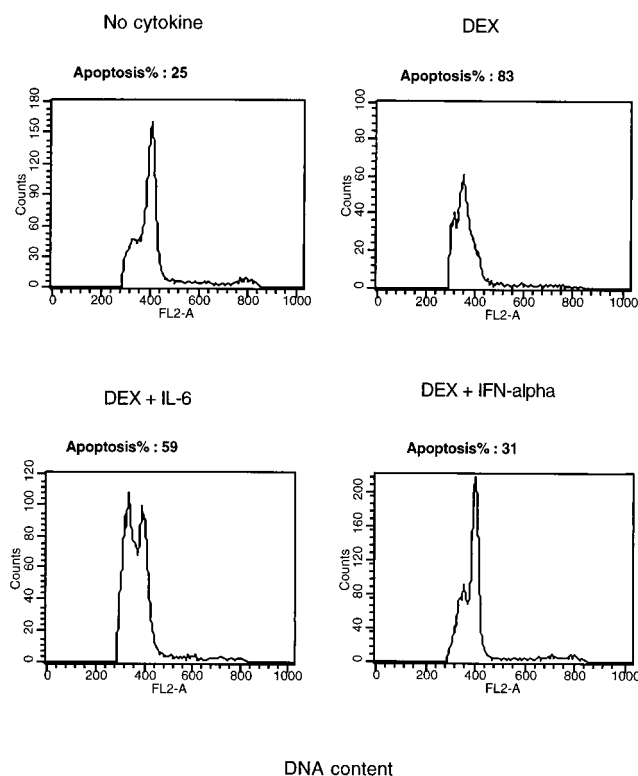 No cytokine
Apoptosis% : 25
Counts
180
150
120
90
60
30
0
0 200 400 600 800 1000
FL2-A
DEX
Apoptosis% : 83
Counts
100
80
60
40
20
0
0 200 400 600 800 1000
FL2-A
DEX + IL-6
Apoptosis% : 59
Counts
120
100
80
60
40
20
0
0 200 400 600 800 1000
FL2-A
DEX + IFN-alpha
Apoptosis% : 31
Counts
200
160
120
80
40
0
0 200 400 600 800 1000
FL2-A
DNA content